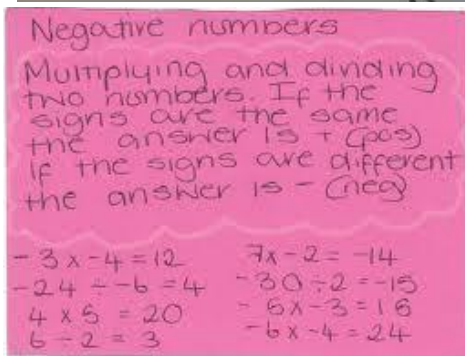 Negative numbers
Multiplying and dividing
two numbers. If the
signs are the same
the answer is + (pos)
If the signs are different
the answer is - (neg)
-3 x -4 = 12
-24 ÷ -6 = 4
4 x 5 = 20
6 - 2 = 3
7 x -2 = -14
-30 ÷ 2 = -15
-5 x -3 = 15
-6 x -4 = 24